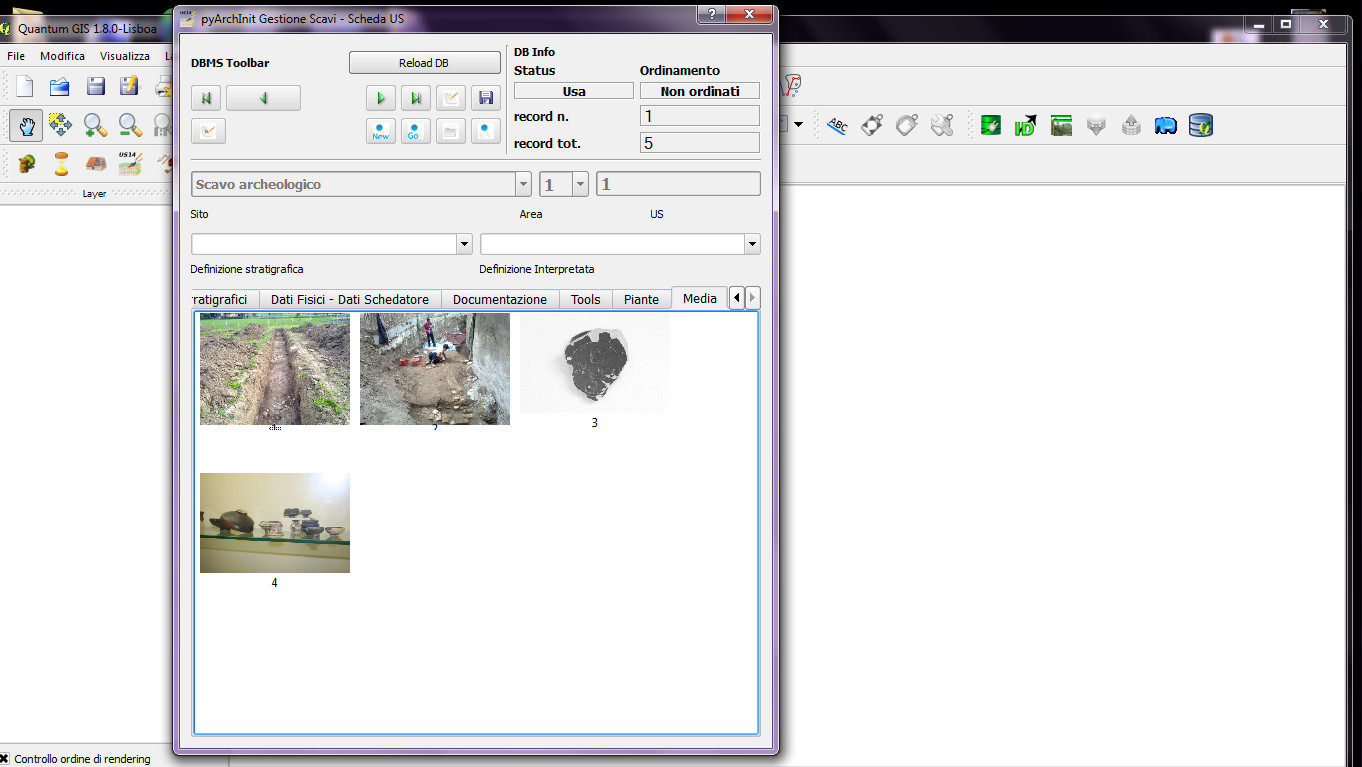 Quantum GIS 1.8.0-Lisboa
pyArchInit Gestione Scavi - Scheda US
File Modifica Visualizza
DBMS Toolbar
Reload DB
DB Info
Status
Ordinamento
Usa
Non ordinati
record n.
1
record tot.
5
New
Go
ABC
US14
Layer
Scavo archeologico
1
1
Sito
Area
US
Definizione stratigrafica
Definizione Interpretata
Dati Fisici - Dati Schedatore
Documentazione
Tools
Piante
Media
3
4
Controllo ordine di rendering